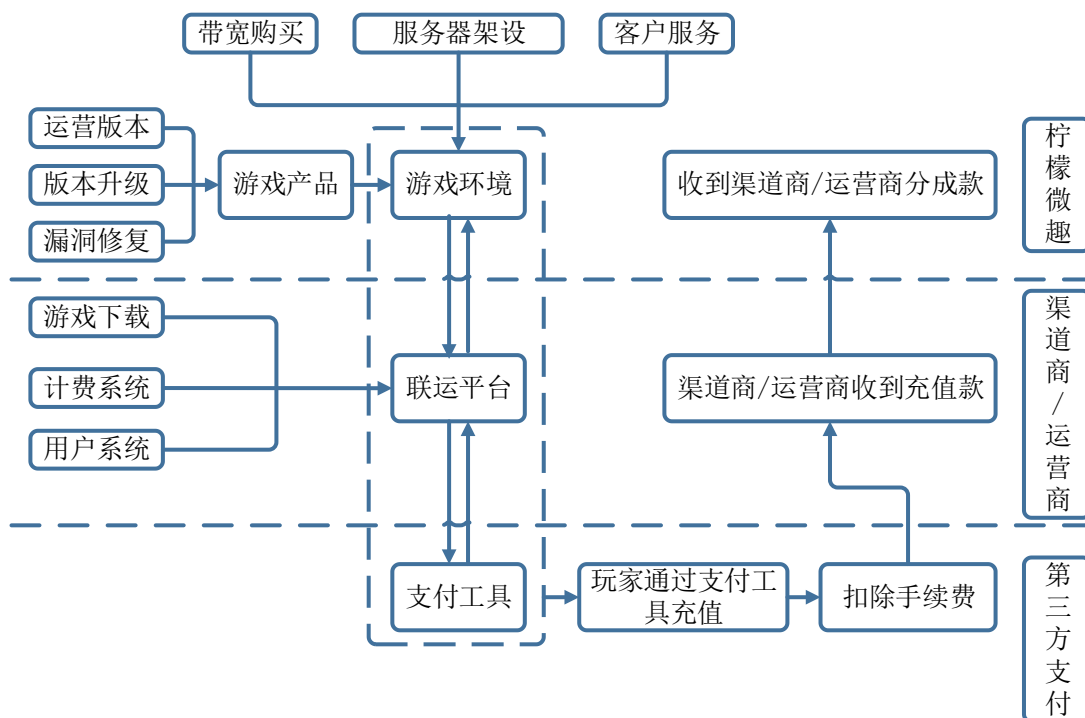 带宽购买
服务器架设
客户服务
运营版本
版本升级
漏洞修复
游戏产品
游戏环境
收到渠道商/运营商分成款
柠檬微趣
游戏下载
计费系统
用户系统
联运平台
渠道商/运营商收到充值款
渠道商/运营商
支付工具
玩家通过支付工
具充值
扣除手续费
第三方支付